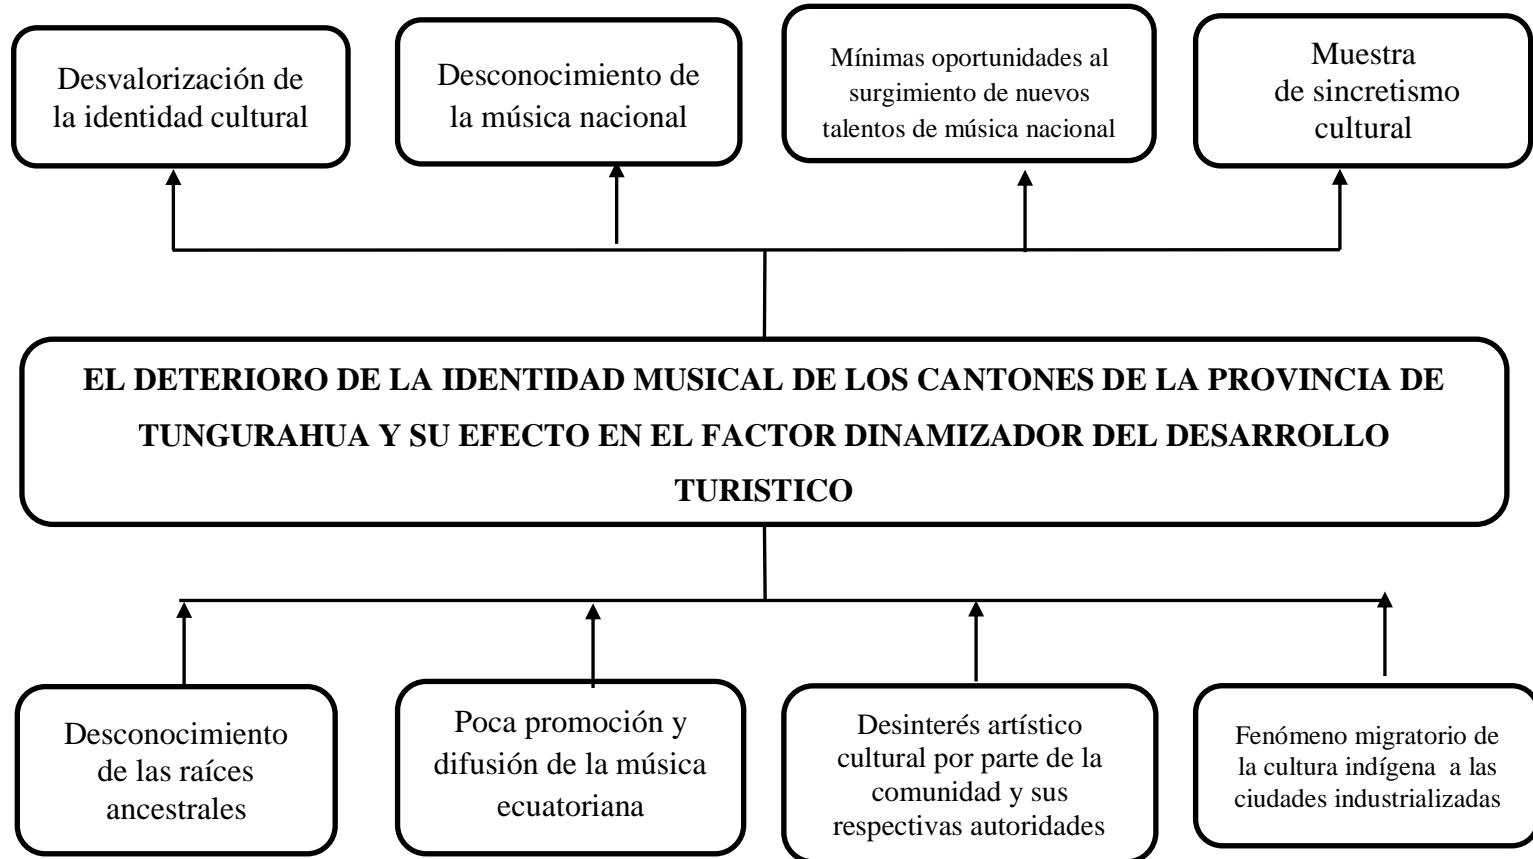 Desvalorización de
la identidad cultural
Desconocimiento de
la música nacional
Mínimas oportunidades al
surgimiento de nuevos
talentos de música nacional
Muestra
de sincretismo
cultural
EL DETERIORO DE LA IDENTIDAD MUSICAL DE LOS CANTONES DE LA PROVINCIA DE
TUNGURAHUA Y SU EFECTO EN EL FACTOR DINAMIZADOR DEL DESARROLLO
TURISTICO
Desconocimiento
de las raíces
ancestrales
Poca promoción y
difusión de la música
ecuatoriana
Desinterés artístico
cultural por parte de la
comunidad y sus
respectivas autoridades
Fenómeno migratorio de
la cultura indígena a las
ciudades industrializadas